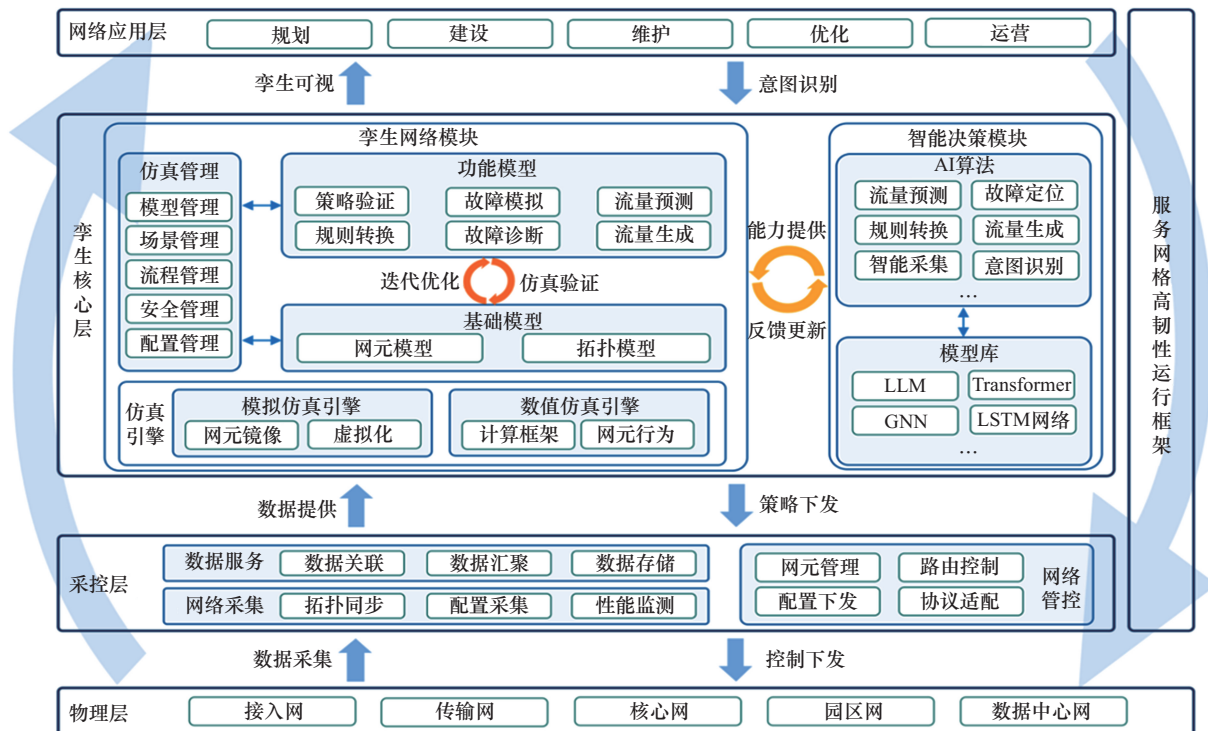 网络应用层
规划
建设
维护
优化
运营
孪生可视
意图识别
孪生核心层
孪生网络模块
仿真管理
模型管理
场景管理
流程管理
安全管理
配置管理
功能模型
策略验证
故障模拟
流量预测
规则转换
故障诊断
流量生成
迭代优化
仿真验证
基础模型
网元模型
拓扑模型
仿真
引擎
模拟仿真引擎
网元镜像
虚拟化
数值仿真引擎
计算框架
网元行为
能力提供
反馈更新
智能决策模块
AI算法
流量预测
故障定位
规则转换
流量生成
智能采集
意图识别
…
模型库
LLM
Transformer
GNN
LSTM网络
…
服务网格高韧性运行框架
数据提供
策略下发
采控层
数据服务
数据关联
数据汇聚
数据存储
网络采集
拓扑同步
配置采集
性能监测
网元管理
路由控制
配置下发
协议适配
网络
管控
数据采集
控制下发
物理层
接入网
传输网
核心网
园区网
数据中心网